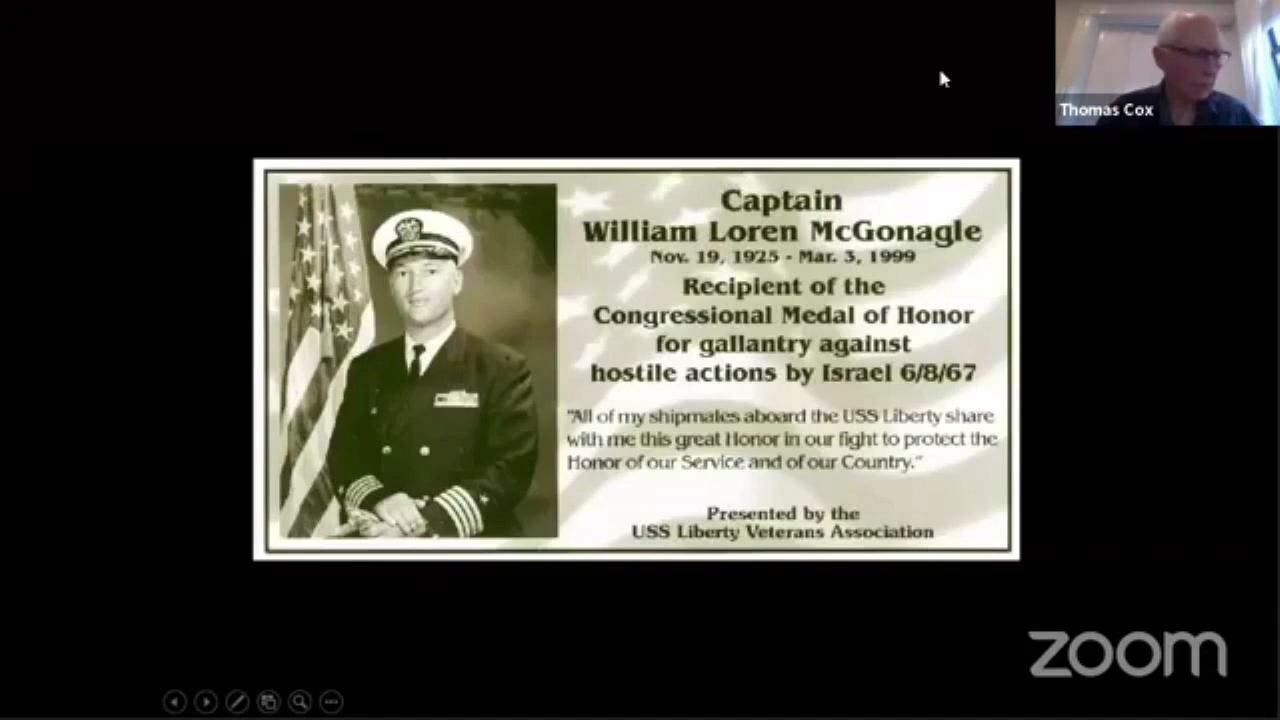 Thomas Cox
Captain
William Loren McGonagle
Nov. 19, 1925 - Mar. 3, 1999
Recipient of the
Congressional Medal of Honor
for gallantry against
hostile actions by Israel 6/8/67
"All of my shipmates aboard the USS Liberty share
with me this great Honor in our fight to protect the
Honor of our Service and of our Country."
Presented by the
USS Liberty Veterans Association
zoom